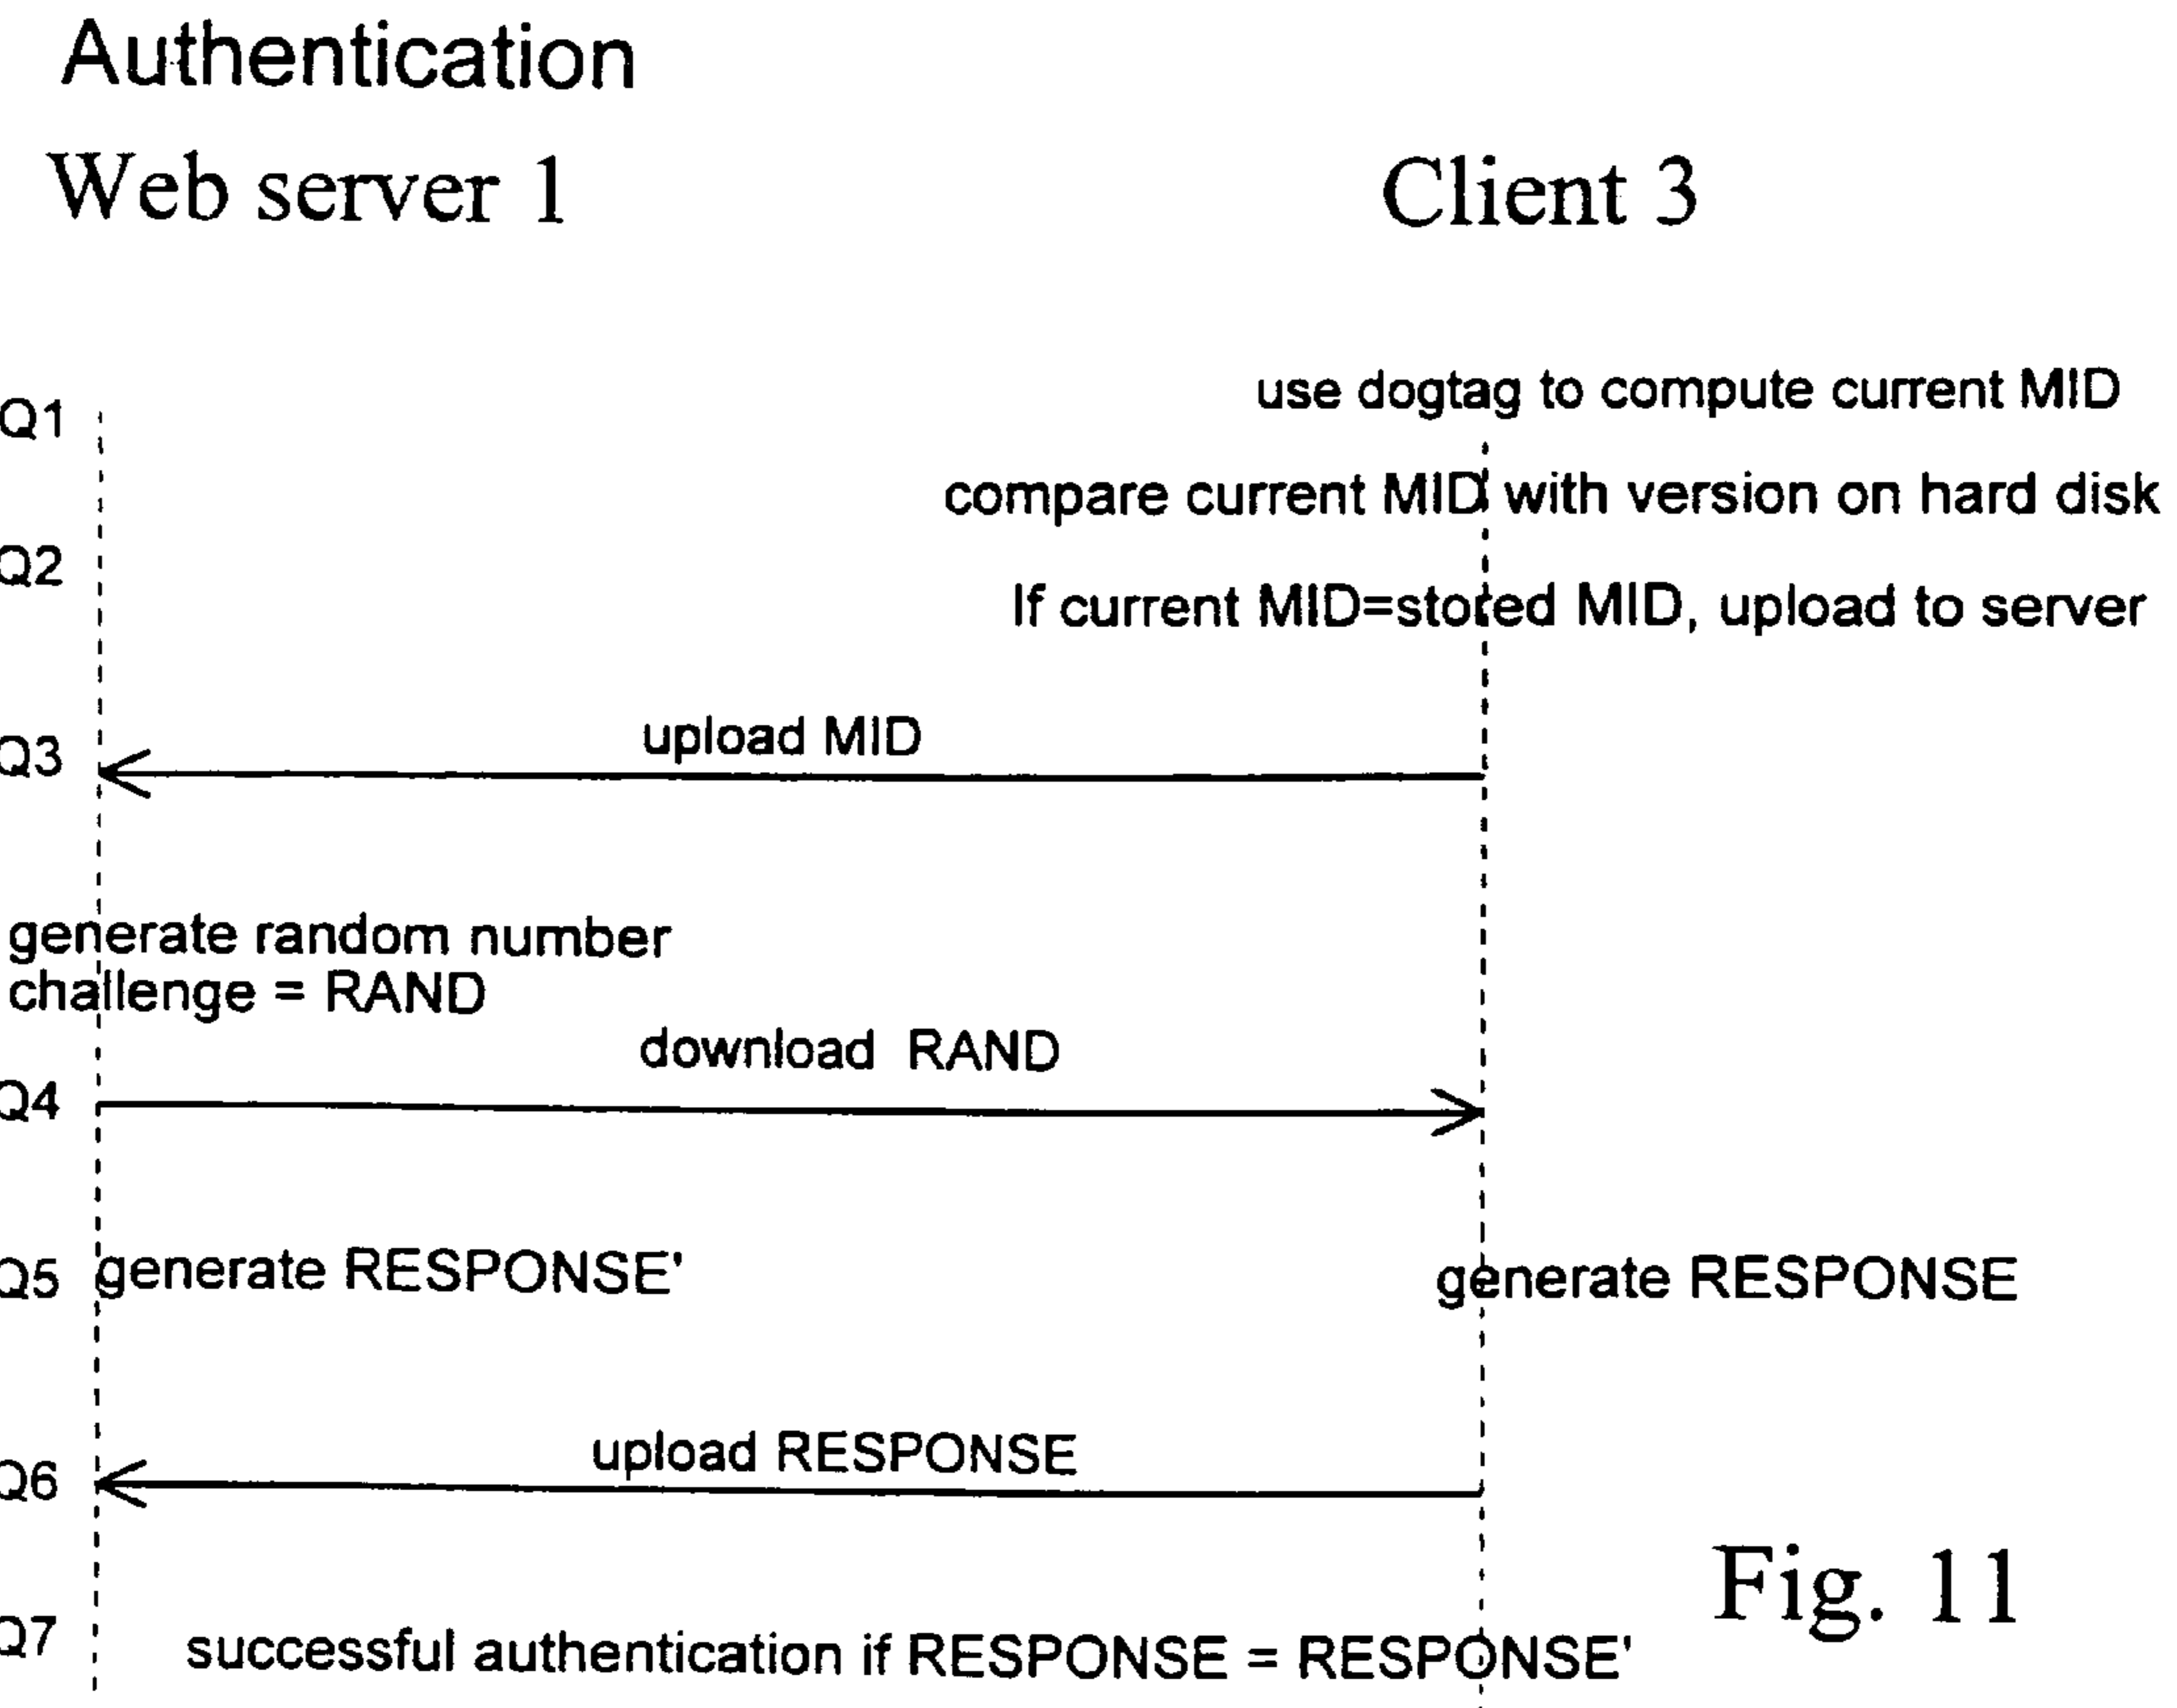 Authentication
Web server 1
Client 3
Q1
use dogtag to compute current MID
compare current MID with version on hard disk
Q2
If current MID=stored MID, upload to server
Q3
upload MID
generate random number
challenge = RAND
download RAND
Q4
Q5
generate RESPONSE'
generate RESPONSE
Q6
upload RESPONSE
Q7
successful authentication if RESPONSE = RESPONSE'
Fig. 11